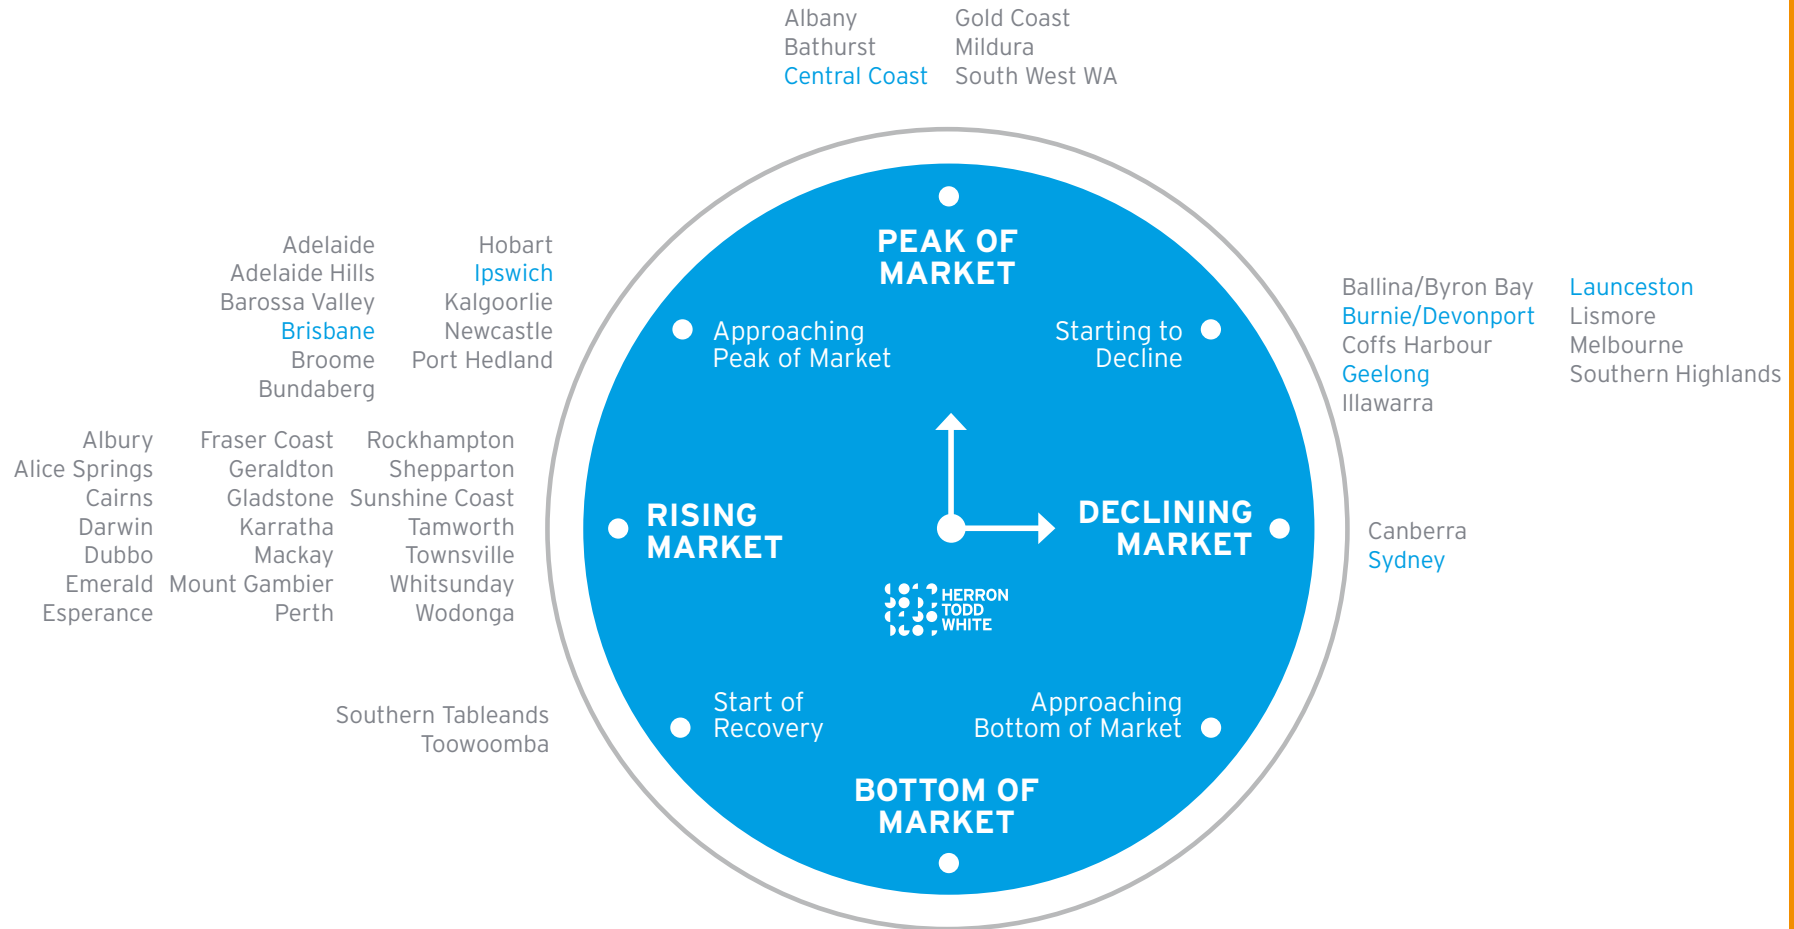 Albany
Bathurst
Central Coast
Gold Coast
Mildura
South West WA
PEAK OF
MARKET
Adelaide
Adelaide Hills
Barossa Valley
Brisbane
Broome
Bundaberg
Hobart
Ipswich
Kalgoorlie
Newcastle
Port Hedland
Approaching
Peak of Market
Starting to
Decline
Ballina/Byron Bay
Burnie/Devonport
Coffs Harbour
Geelong
Illawarra
Launceston
Lismore
Melbourne
Southern Highlands
Albury
Alice Springs
Cairns
Darwin
Dubbo
Emerald
Esperance
Fraser Coast
Geraldton
Gladstone
Karratha
Mackay
Mount Gambier
Perth
Rockhampton
Shepparton
Sunshine Coast
Tamworth
Townsville
Whitsunday
Wodonga
RISING
MARKET
DECLINING
MARKET
Canberra
Sydney
HERRON
TODD
WHITE
Southern Tableands
Toowoomba
Start of
Recovery
Approaching
Bottom of Market
BOTTOM OF
MARKET